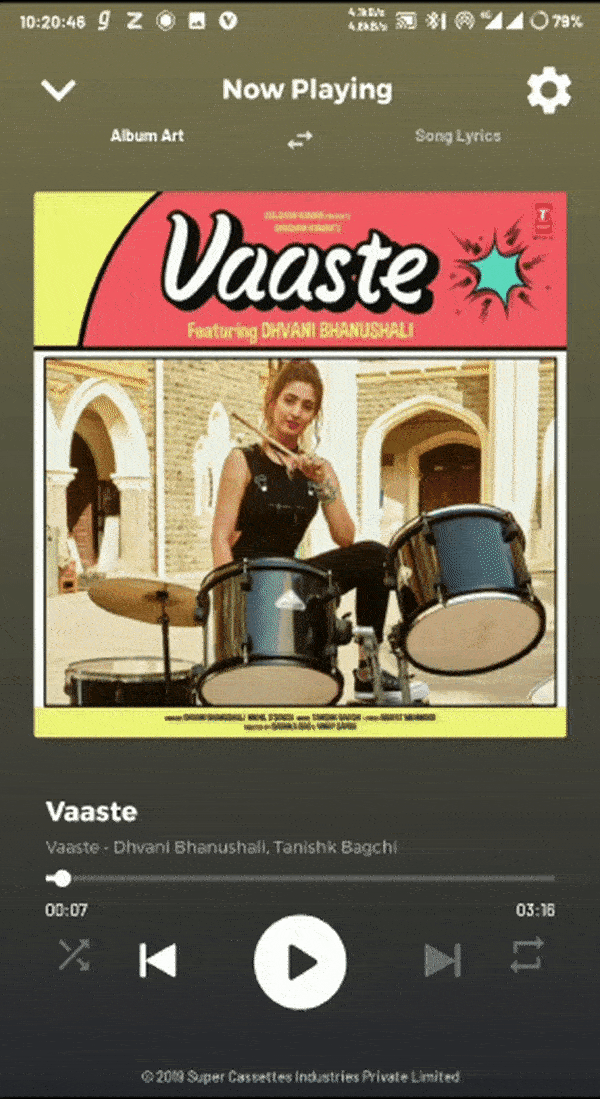 10:20:46
79%
Now Playing
Album Art
Song Lyrics
T
Vaaste
Featuring DHVANI BHANUSHALI
Vaaste
Vaaste - Dhvani Bhanushali, Tanishk Bagchi
00:07
03:16
© 2019 Super Cassettes Industries Private Limited